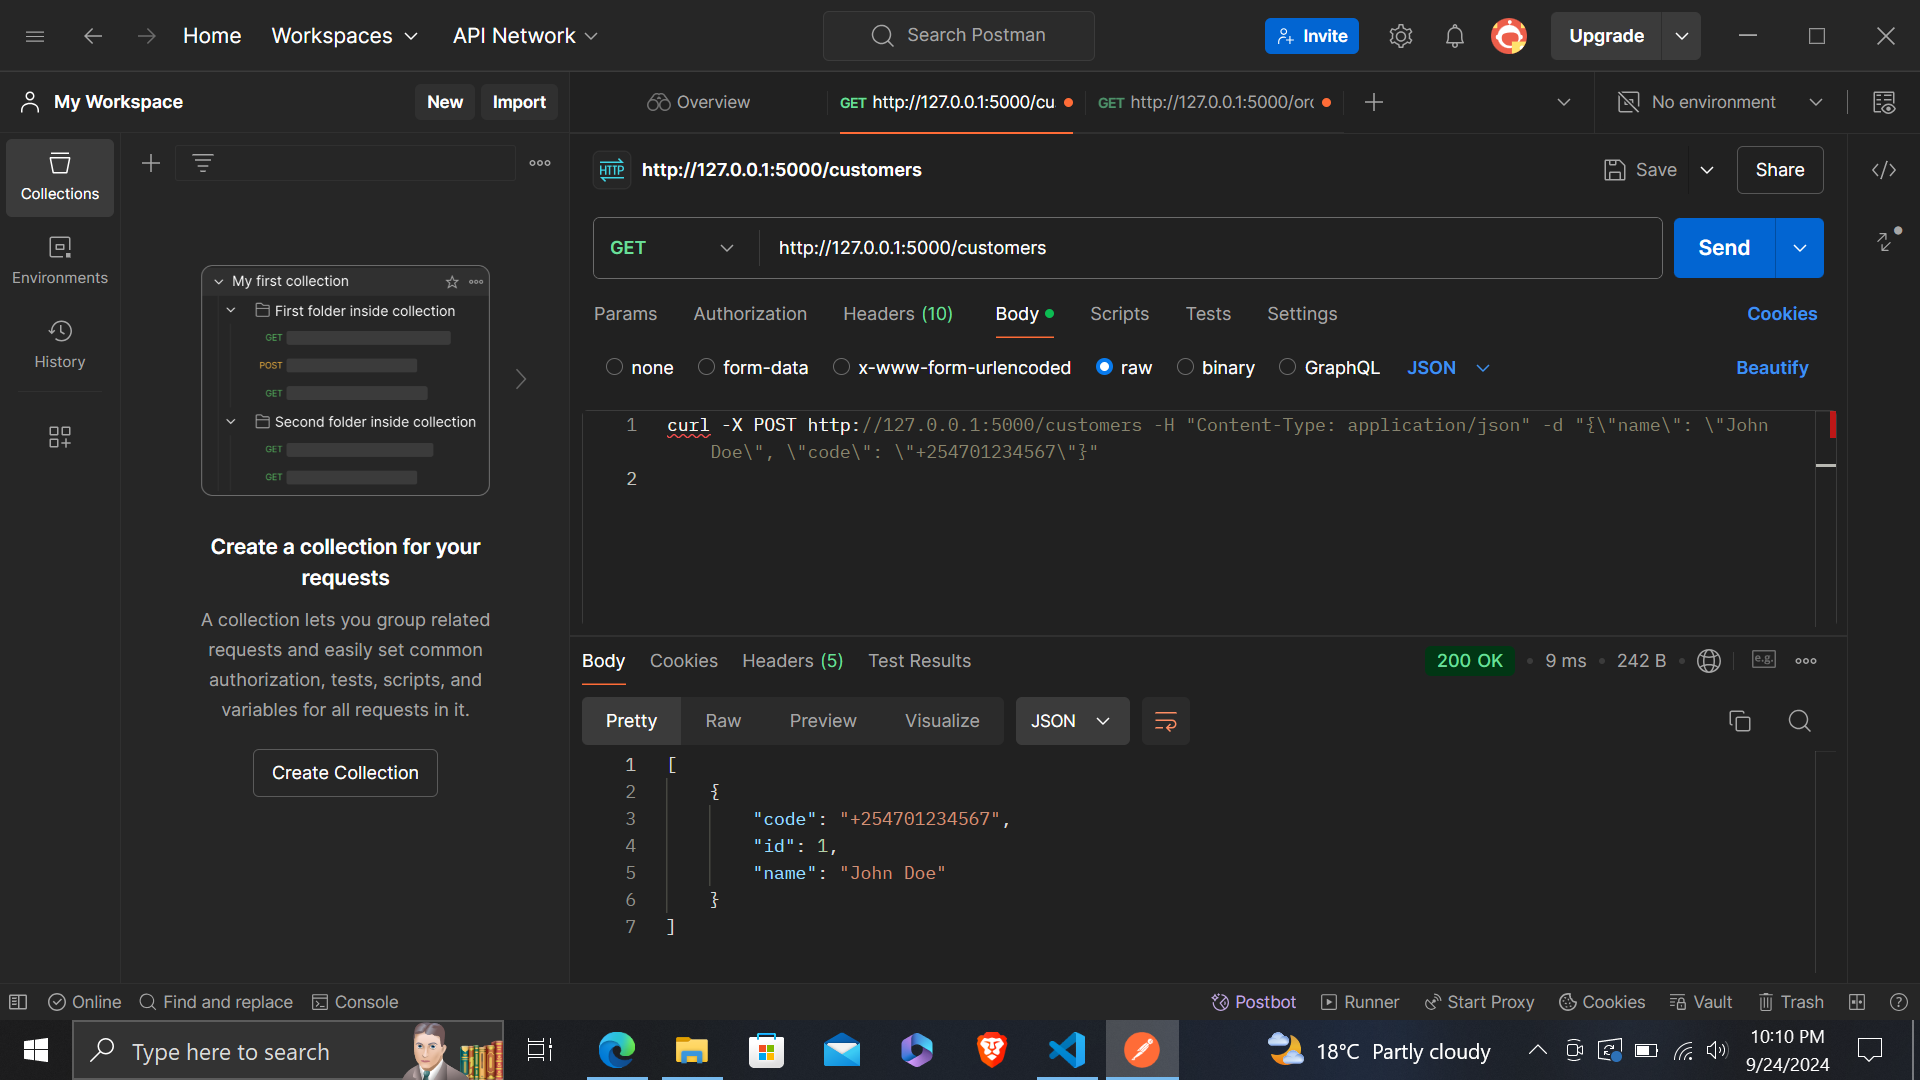 Home
Workspaces
API Network
Search Postman
Invite
Upgrade
My Workspace
New
Import
Overview
GET http://127.0.0.1:5000/cu
GET http://127.0.0.1:5000/orc
No environment
Collections
Environments
History
My first collection
First folder inside collection
GET
POST
GET
Second folder inside collection
GET
GET
Create a collection for your
requests
A collection lets you group related
requests and easily set common
authorization, tests, scripts, and
variables for all requests in it.
Create Collection
HTTP
http://127.0.0.1:5000/customers
Save
Share
GET
http://127.0.0.1:5000/customers
Send
Params
Authorization
Headers (10)
Body
Scripts
Tests
Settings
Cookies
none
form-data
x-www-form-urlencoded
raw
binary
GraphQL
JSON
Beautify
1 curl -X POST http://127.0.0.1:5000/customers -H "Content-Type: application/json" -d "{\"name\": \"John
Doe\", \"code\": \"+254701234567\"}"
2
Body
Cookies
Headers (5)
Test Results
200 OK
9 ms
242 B
e.g.
Pretty
Raw
Preview
Visualize
JSON
1 [
2 {
3 "code": "+254701234567",
4 "id": 1,
5 "name": "John Doe"
6 }
7 ]
Online
Find and replace
Console
Postbot
Runner
Start Proxy
Cookies
Vault
Trash
Type here to search
18°C Partly cloudy
10:10 PM
9/24/2024